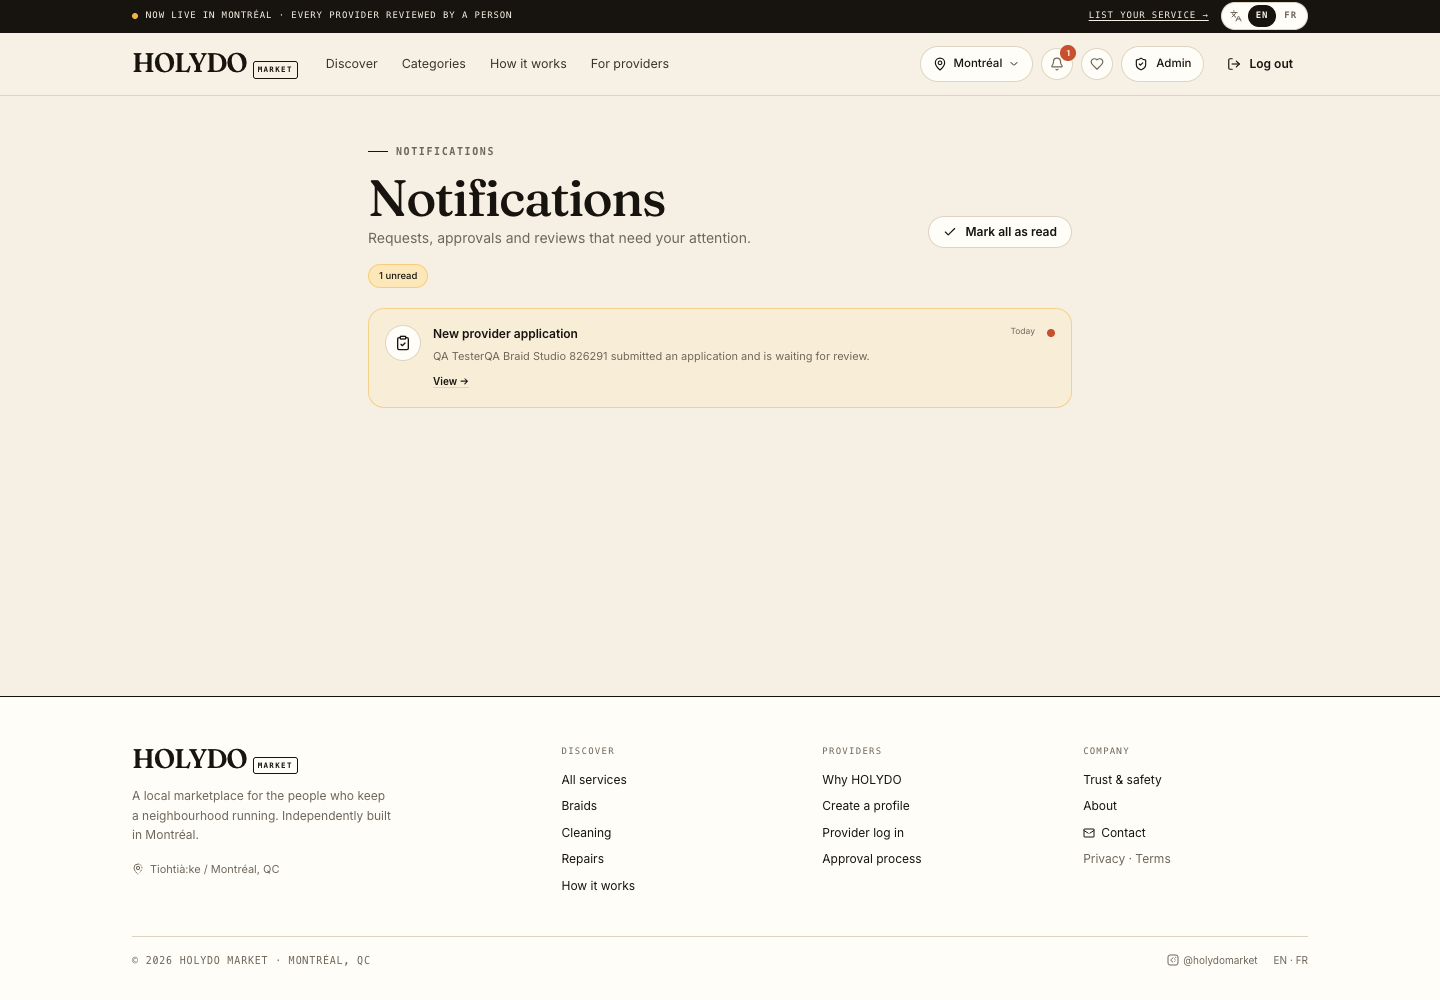 NOW LIVE IN MONTRÉAL · EVERY PROVIDER REVIEWED BY A PERSON
LIST YOUR SERVICE →
EN
FR
HOLYDO MARKET
Discover
Categories
How it works
For providers
Montréal
1
Admin
Log out
NOTIFICATIONS
Notifications
Requests, approvals and reviews that need your attention.
Mark all as read
1 unread
New provider application
Today
QA TesterQA Braid Studio 826291 submitted an application and is waiting for review.
View →
HOLYDO MARKET
A local marketplace for the people who keep
a neighbourhood running. Independently built
in Montréal.
Tiohtià:ke / Montréal, QC
DISCOVER
All services
Braids
Cleaning
Repairs
How it works
PROVIDERS
Why HOLYDO
Create a profile
Provider log in
Approval process
COMPANY
Trust & safety
About
Contact
Privacy · Terms
© 2026 HOLYDO MARKET · MONTRÉAL, QC
@holydomarket
EN · FR